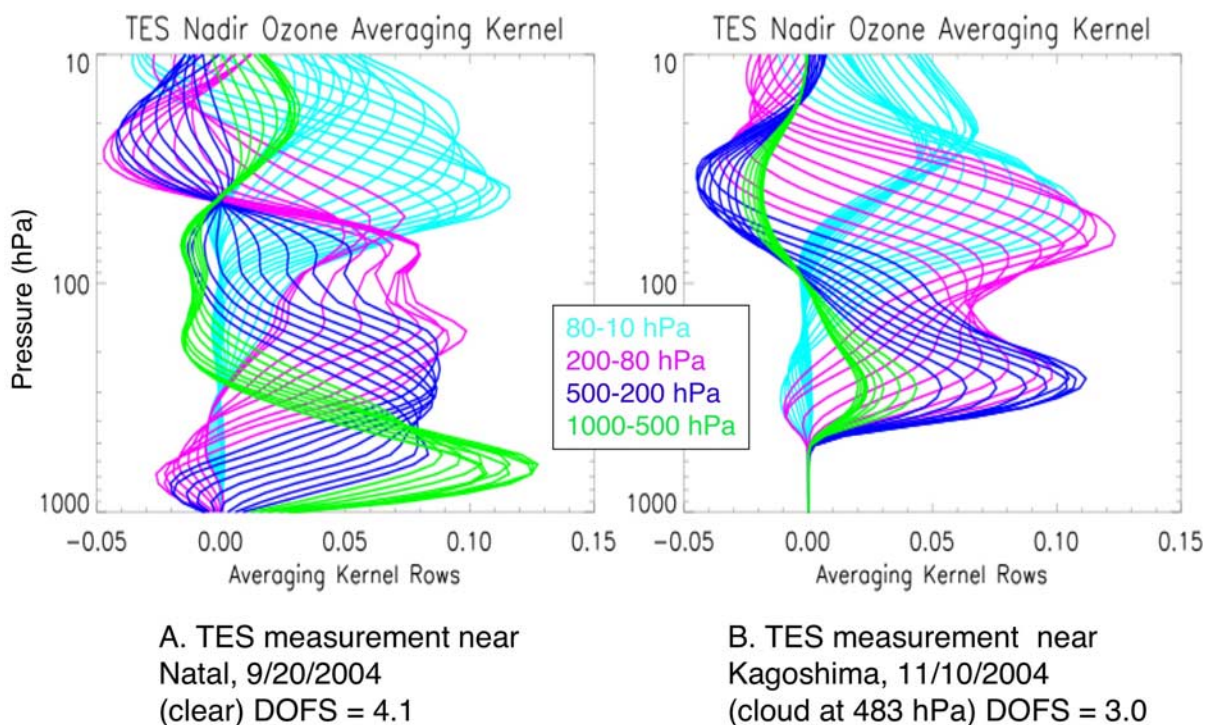 TES Nadir Ozone Averaging Kernel
10
100
1000
Pressure (hPa)
-0.05 0.00 0.05 0.10 0.15
Averaging Kernel Rows
TES Nadir Ozone Averaging Kernel
10
100
1000
-0.05 0.00 0.05 0.10 0.15
Averaging Kernel Rows
80-10 hPa
200-80 hPa
500-200 hPa
1000-500 hPa
A. TES measurement near
Natal, 9/20/2004
(clear) DOFS = 4.1
B. TES measurement near
Kagoshima, 11/10/2004
(cloud at 483 hPa) DOFS = 3.0